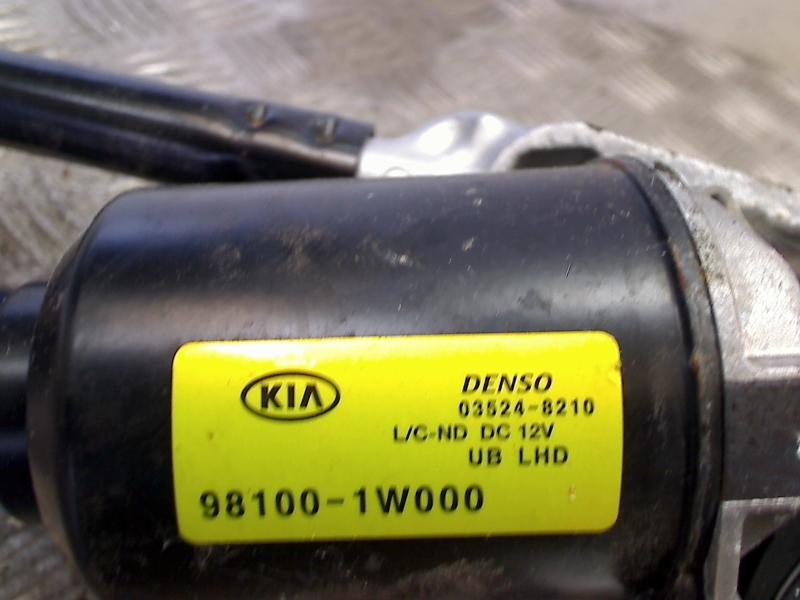 KIA
DENSO
03524-8210
L/C-ND DC 12V
UB LHD
98100-1W000